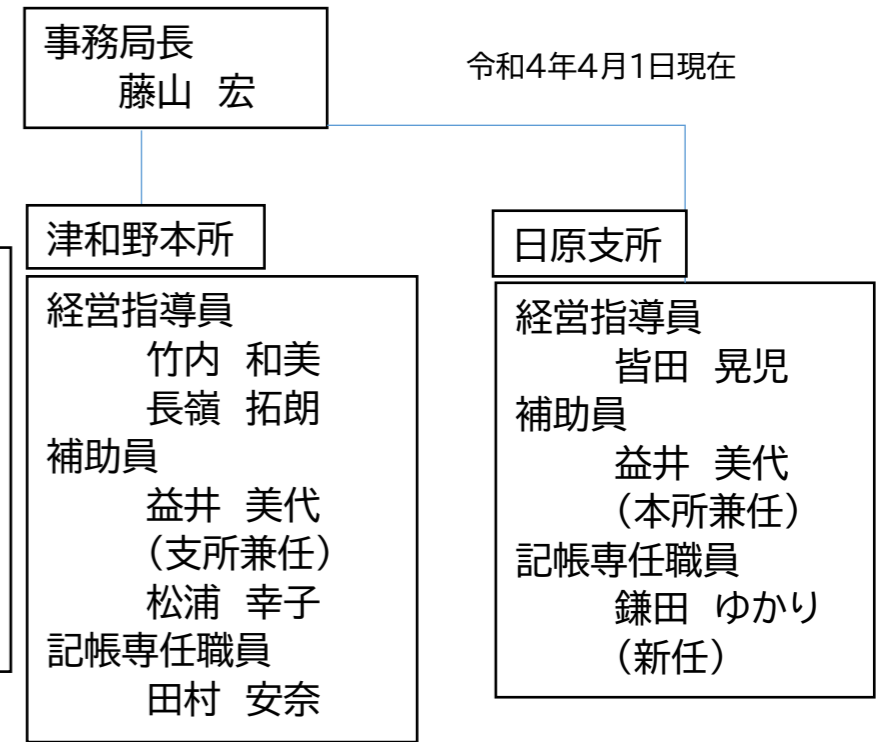 事務局長
藤山 宏
令和4年4月1日現在
津和野本所
経営指導員
竹内 和美
長嶺 拓朗
補助員
益井 美代
(支所兼任)
松浦 幸子
記帳専任職員
田村 安奈
日原支所
経営指導員
皆田 晃児
補助員
益井 美代
(本所兼任)
記帳専任職員
鎌田 ゆかり
(新任)